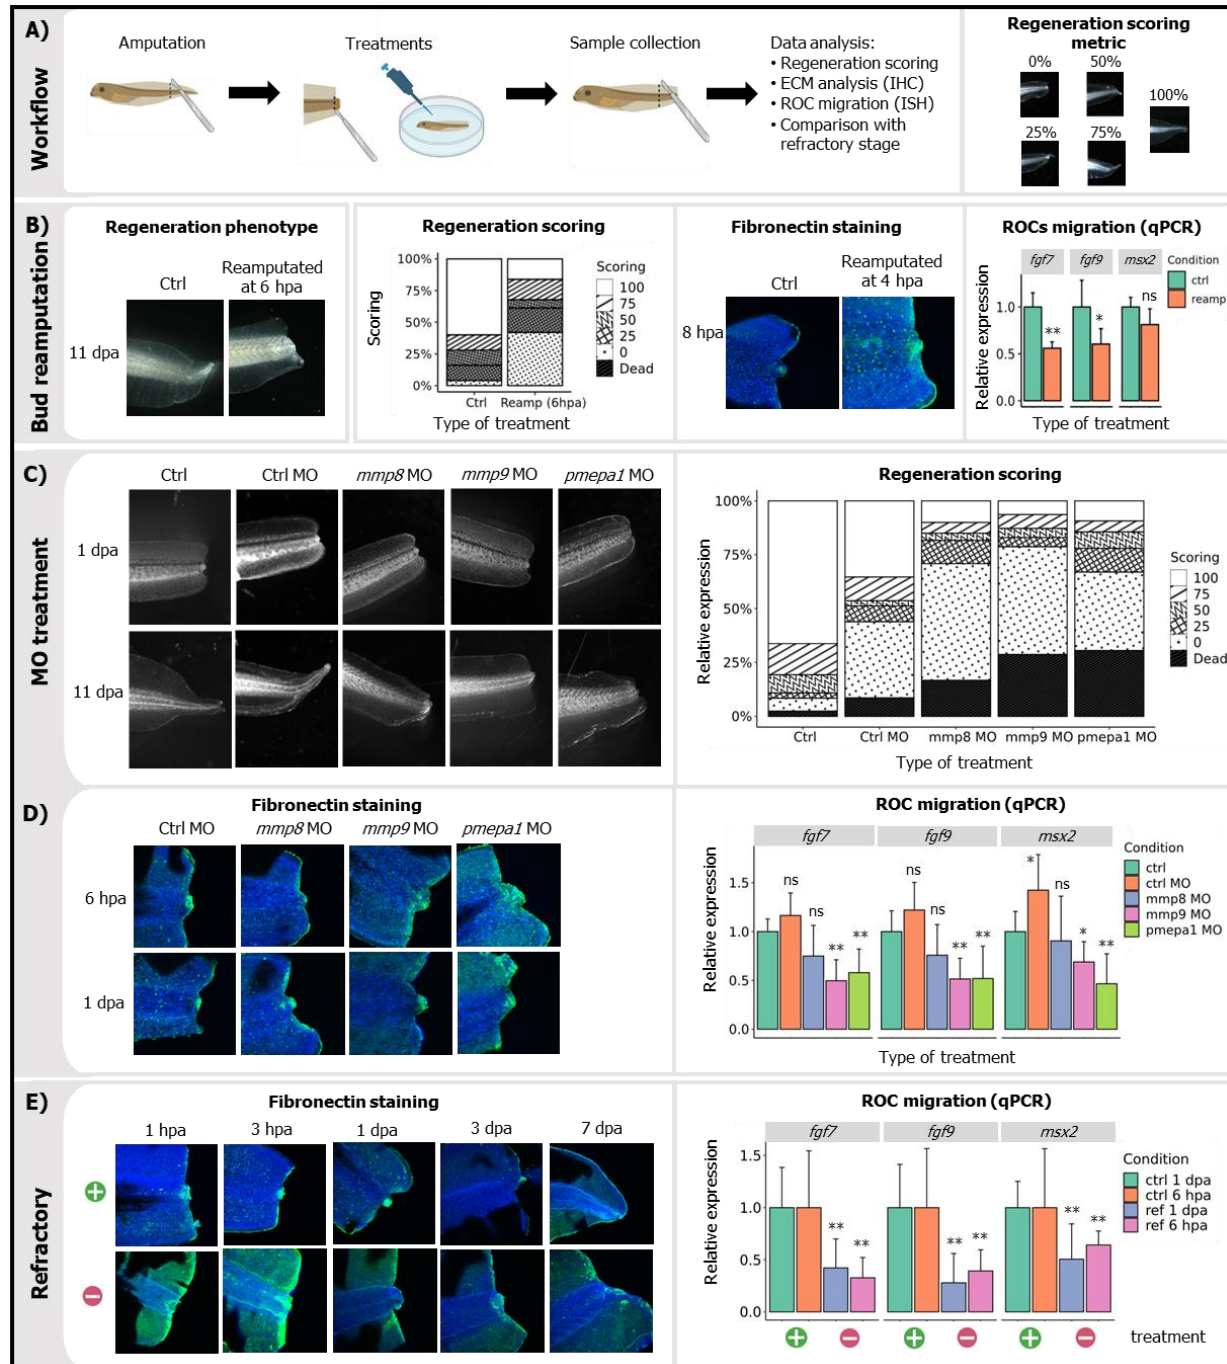 A)
Workflow
Amputation
Treatments
Sample collection
Data analysis:
• Regeneration scoring
• ECM analysis (IHC)
• ROC migration (ISH)
• Comparison with
refractory stage
Regeneration scoring
metric
0%
50%
100%
25%
75%
B)
Bud reamputation
Regeneration phenotype
Ctrl
Reamputated
at 6 hpa
11 dpa
Regeneration scoring
Scoring
100%
75%
50%
25%
0%
Ctrl
Reamp (6hpa)
Type of treatment
Scoring
100
75
50
25
0
Dead
Fibronectin staining
Ctrl
Reamputated
at 4 hpa
8 hpa
ROCs migration (qPCR)
fgf7
fgf9
msx2
Relative expression
1.0
0.5
0.0
**
*
ns
Type of treatment
Condition
ctrl
reamp
C)
MO treatment
Ctrl
Ctrl MO
mmp8 MO
mmp9 MO
pmepa1 MO
1 dpa
11 dpa
Regeneration scoring
Relative expression
100%
75%
50%
25%
0%
Ctrl
Ctrl MO
mmp8 MO
mmp9 MO
pmepa1 MO
Type of treatment
Scoring
100
75
50
25
0
Dead
D)
Fibronectin staining
Ctrl MO
mmp8 MO
mmp9 MO
pmepa1 MO
6 hpa
1 dpa
ROC migration (qPCR)
fgf7
fgf9
msx2
Relative expression
1.5
1.0
0.5
0.0
ns
ns
**
**
ns
ns
**
**
*
ns
*
**
Type of treatment
Condition
ctrl
ctrl MO
mmp8 MO
mmp9 MO
pmepa1 MO
E)
Refractory
Fibronectin staining
1 hpa
3 hpa
1 dpa
3 dpa
7 dpa
+
−
ROC migration (qPCR)
fgf7
fgf9
msx2
Relative expression
1.5
1.0
0.5
0.0
**
**
**
**
**
**
+
−
+
−
+
−
treatment
Condition
ctrl 1 dpa
ctrl 6 hpa
ref 1 dpa
ref 6 hpa